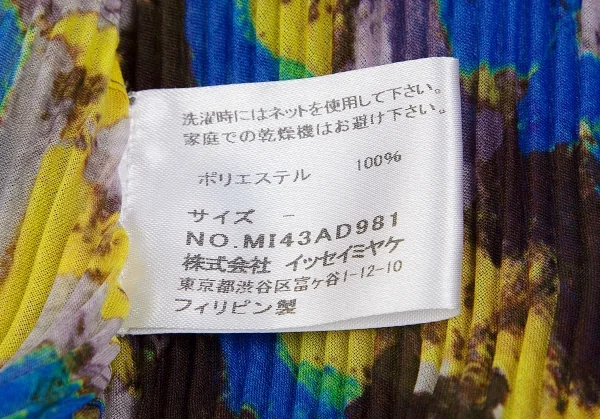 洗濯時にはネットを使用して下さい。
家庭での乾燥機はお避け下さい。
ポリエステル 100%
サイズ -
NO.MI43AD981
株式会社 イッセイミヤケ
東京都渋谷区富ヶ谷1-12-10
フィリピン製